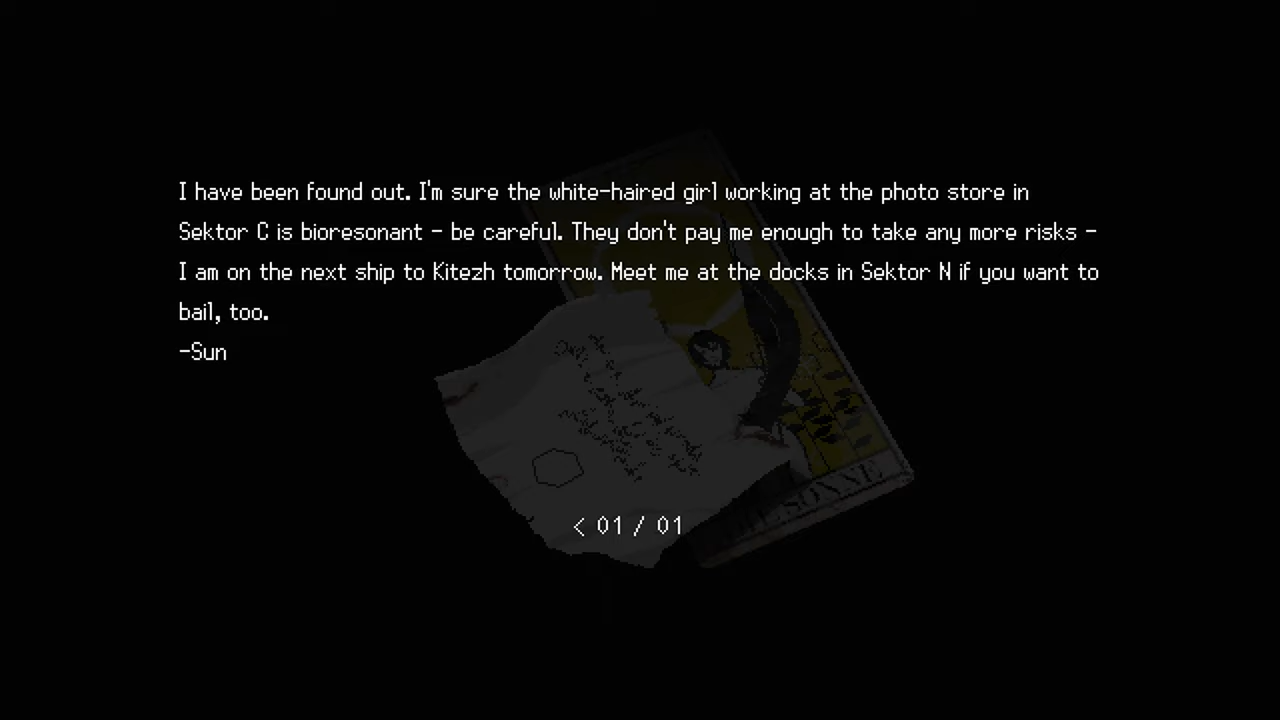 I have been found out. I'm sure the white-haired girl working at the photo store in
Sektor C is bioresonant - be careful. They don't pay me enough to take any more risks -
I am on the next ship to Kitezh tomorrow. Meet me at the docks in Sektor N if you want to
bail, too.
-Sun
SONNE
< 01 / 01